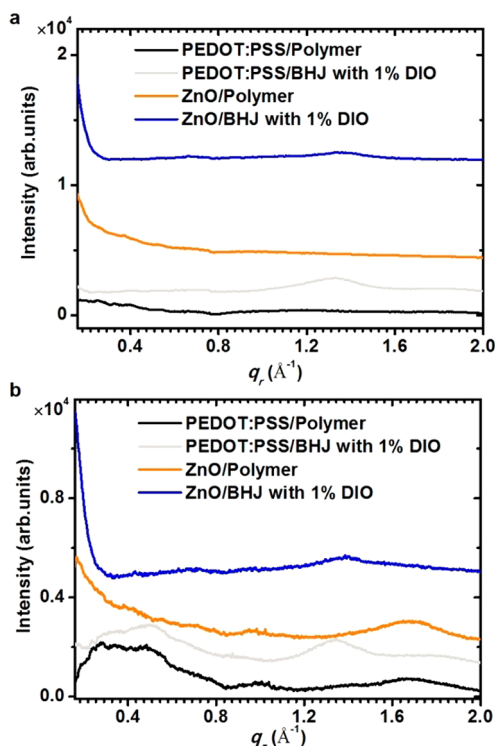 a
×10⁴
2
PEDOT:PSS/Polymer
PEDOT:PSS/BHJ with 1% DIO
ZnO/Polymer
ZnO/BHJ with 1% DIO
1
0
Intensity (arb.units)
0.4 0.8 1.2 1.6 2.0
qᵣ (Å⁻¹)
b
×10⁴
PEDOT:PSS/Polymer
PEDOT:PSS/BHJ with 1% DIO
ZnO/Polymer
ZnO/BHJ with 1% DIO
0.8
0.4
0.0
Intensity (arb.units)
0.4 0.8 1.2 1.6 2.0
(Å⁻¹)